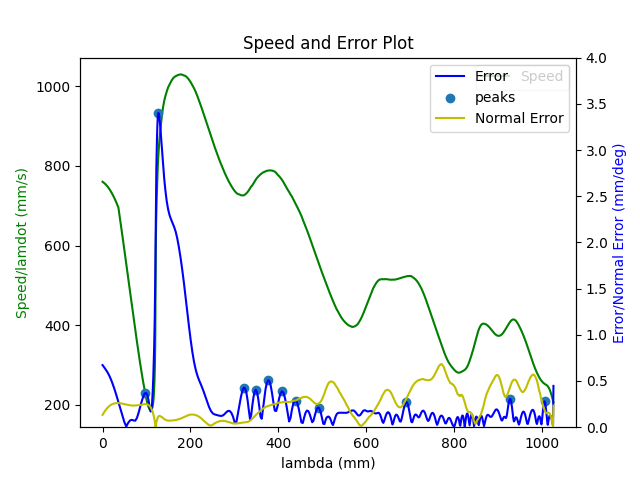 Speed and Error Plot
Speed/lamdot (mm/s)
1000
800
600
400
200
Error
Speed
peaks
Normal Error
4.0
3.5
3.0
2.5
2.0
1.5
1.0
0.5
0.0
Error/Normal Error (mm/deg)
0 200 400 600 800 1000
lambda (mm)